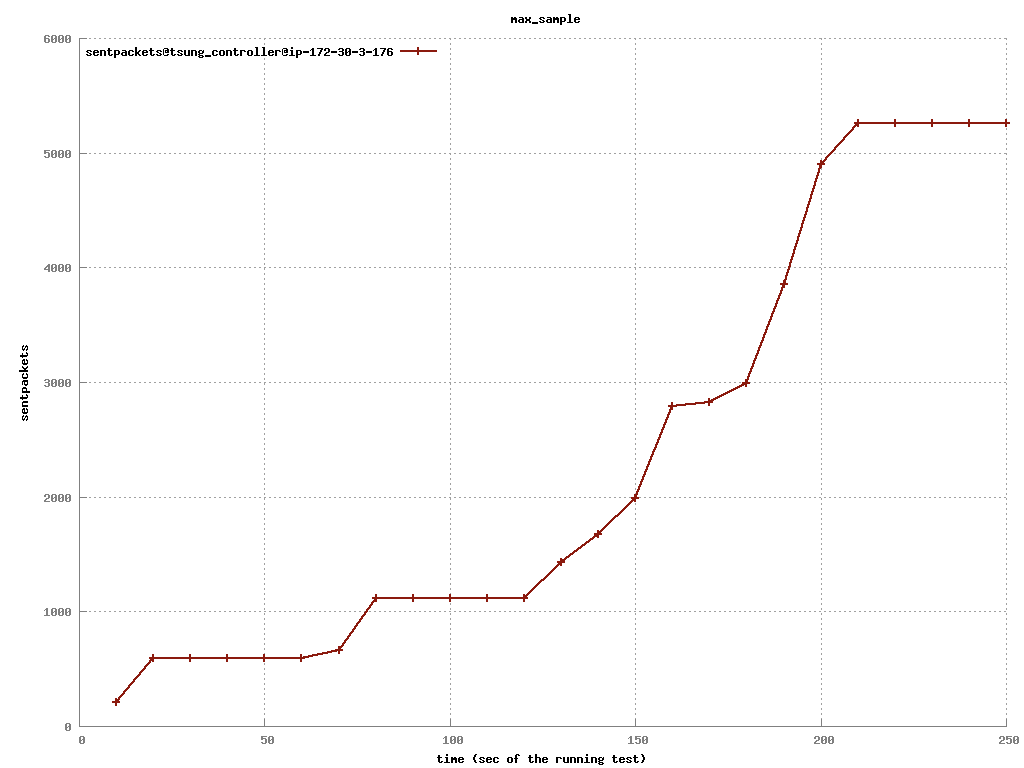 max_sample
6000
sentpackets@tsung_controller@ip-172-30-3-176
5000
4000
3000
sentpackets
2000
1000
0
0 50 100 150 200 250
time (sec of the running test)